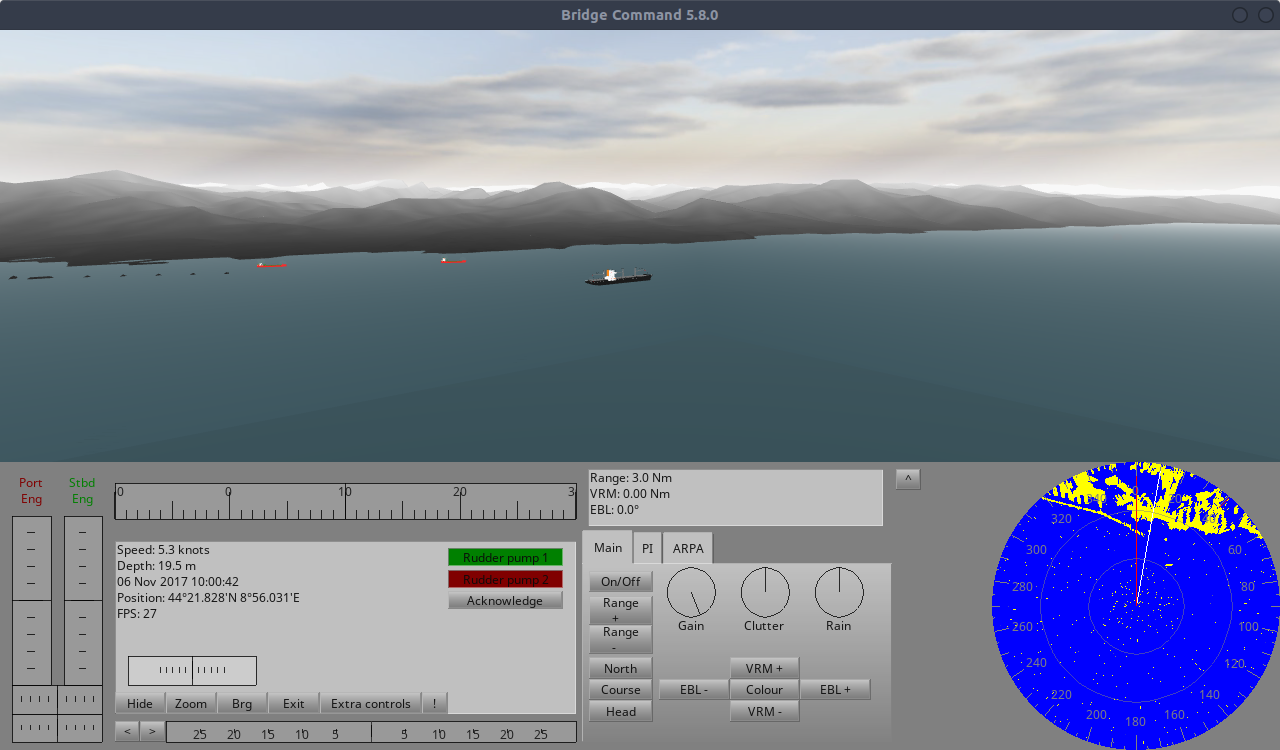 Bridge Command 5.8.0
Port Eng
Stbd Eng
0 0 10 20 3
Speed: 5.3 knots
Depth: 19.5 m
06 Nov 2017 10:00:42
Position: 44°21.828'N 8°56.031'E
FPS: 27
Rudder pump 1
Rudder pump 2
Acknowledge
Hide Zoom Brg Exit Extra controls !
< > 25 20 15 10 5 5 10 15 20 25
Range: 3.0 Nm
VRM: 0.00 Nm
EBL: 0.0°
^
Main PI ARPA
On/Off
Range +
Range -
Gain Clutter Rain
North VRM +
Course EBL - Colour EBL +
Head VRM -
320
300
280
260
240
220
200
180
160
140
120
100
80
60